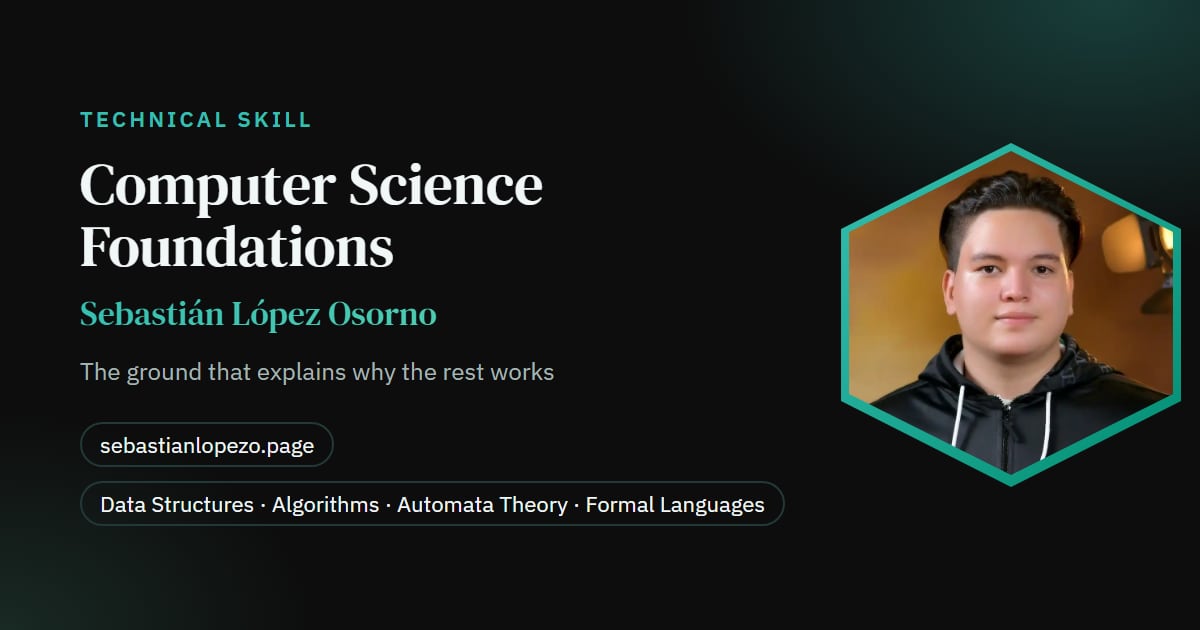 TECHNICAL SKILL
Computer Science
Foundations
Sebastián López Osorno
The ground that explains why the rest works
sebastianlopezo.page
Data Structures · Algorithms · Automata Theory · Formal Languages